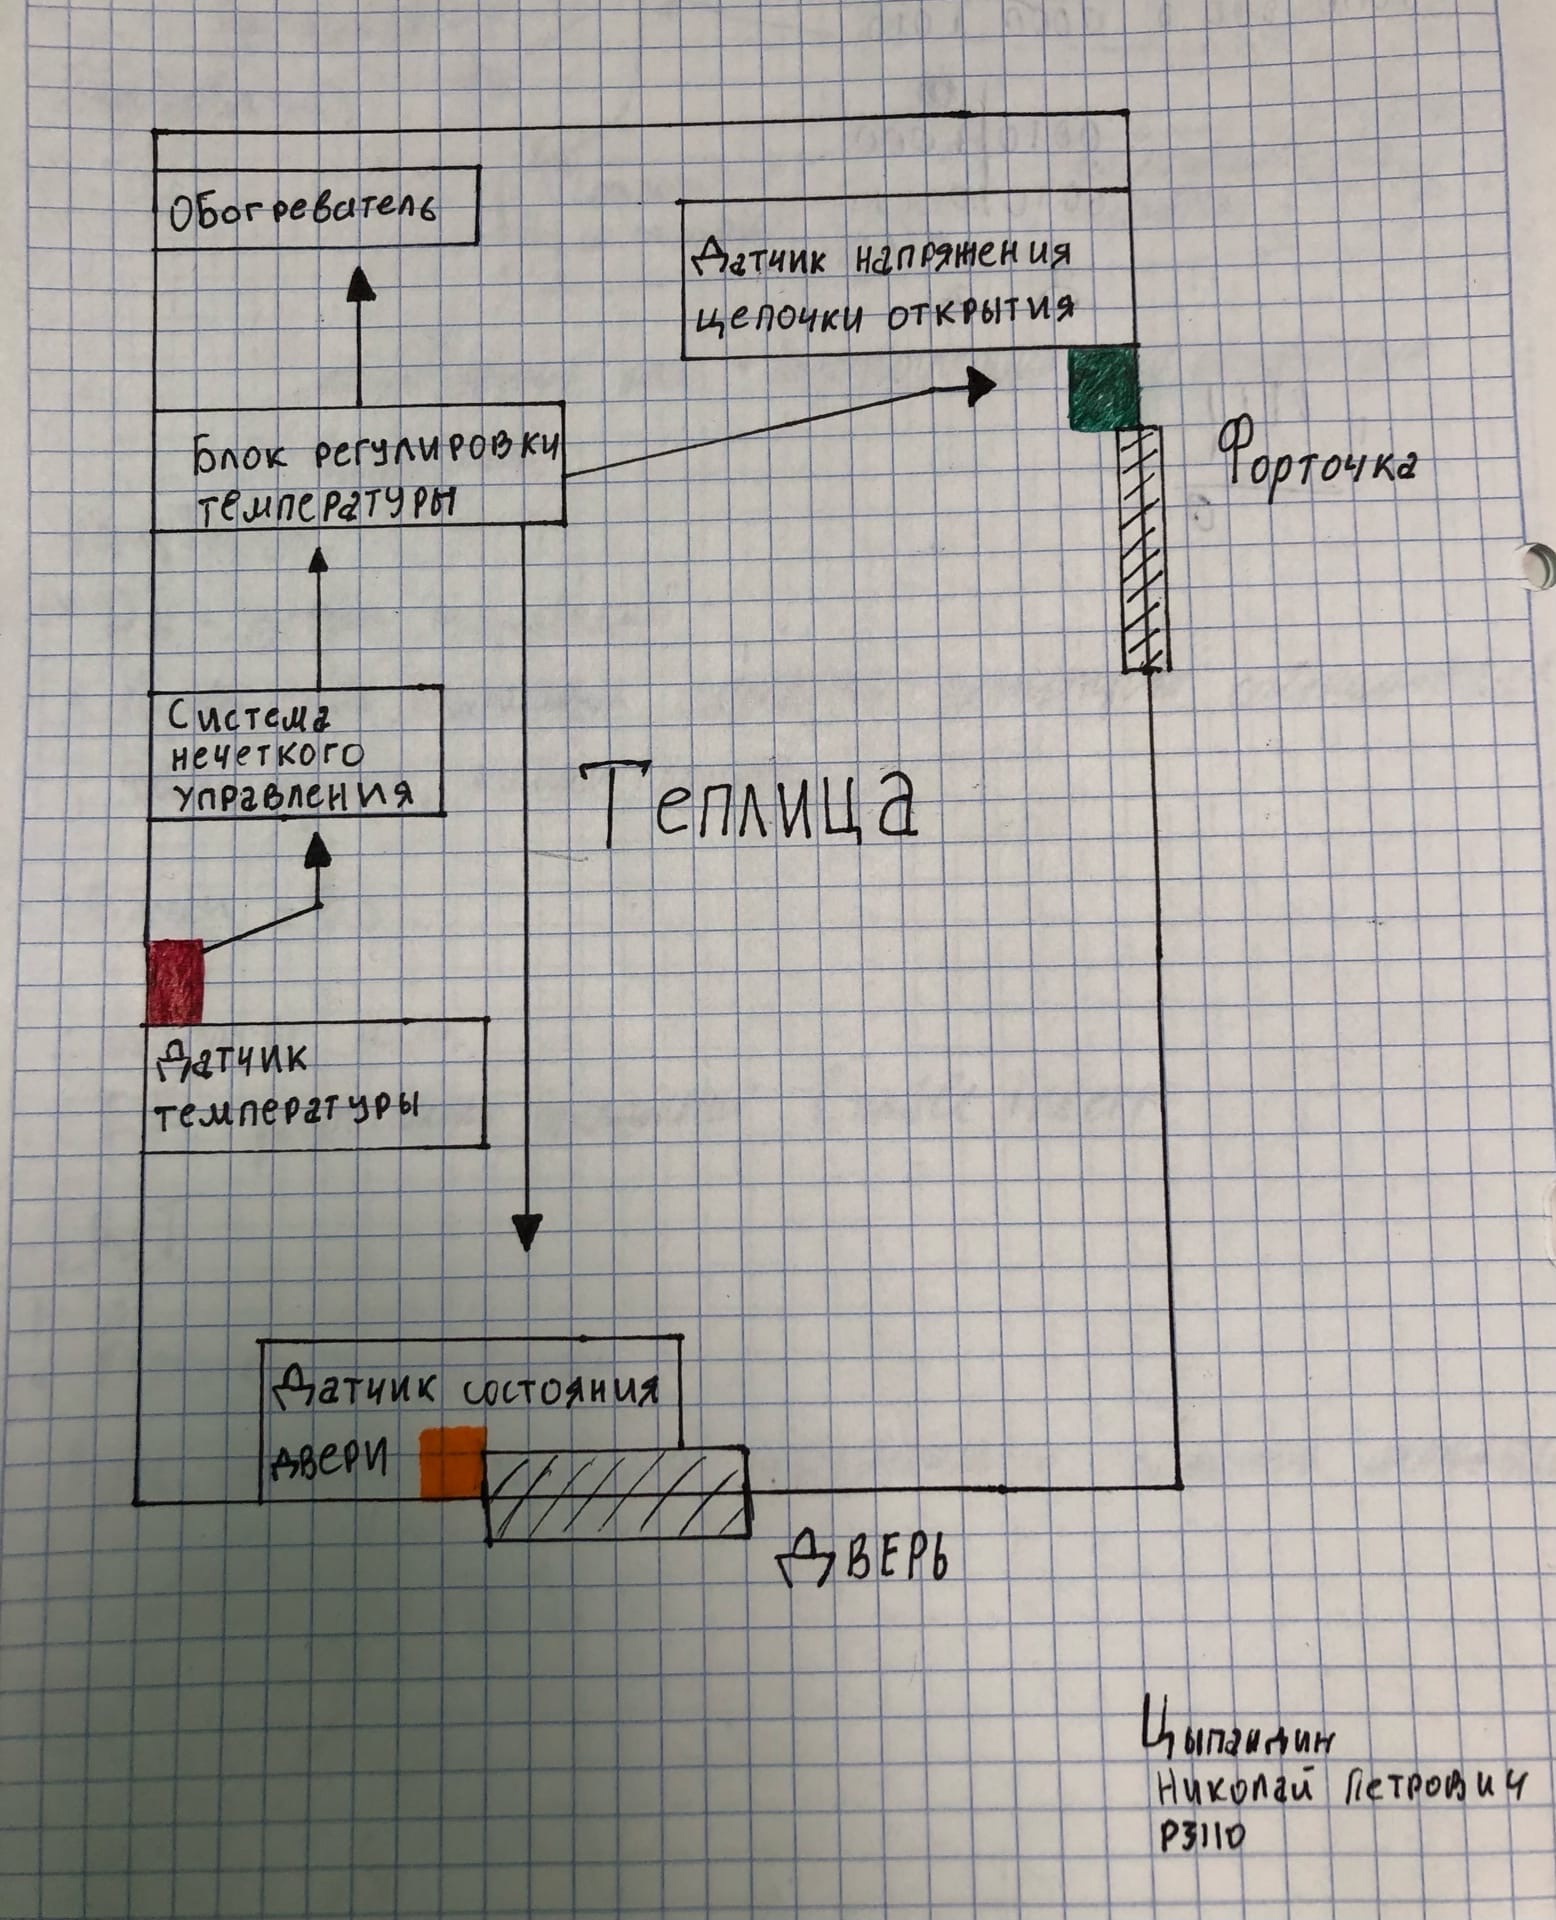 Обогреватель
Датчик напряжения
цепочки открытия
Блок регулировки
температуры
Форточка
Система
нечеткого
управления
Теплица
Датчик
температуры
Датчик состояния
двери
Дверь
Цыпандин
Николай Петрович
P3110